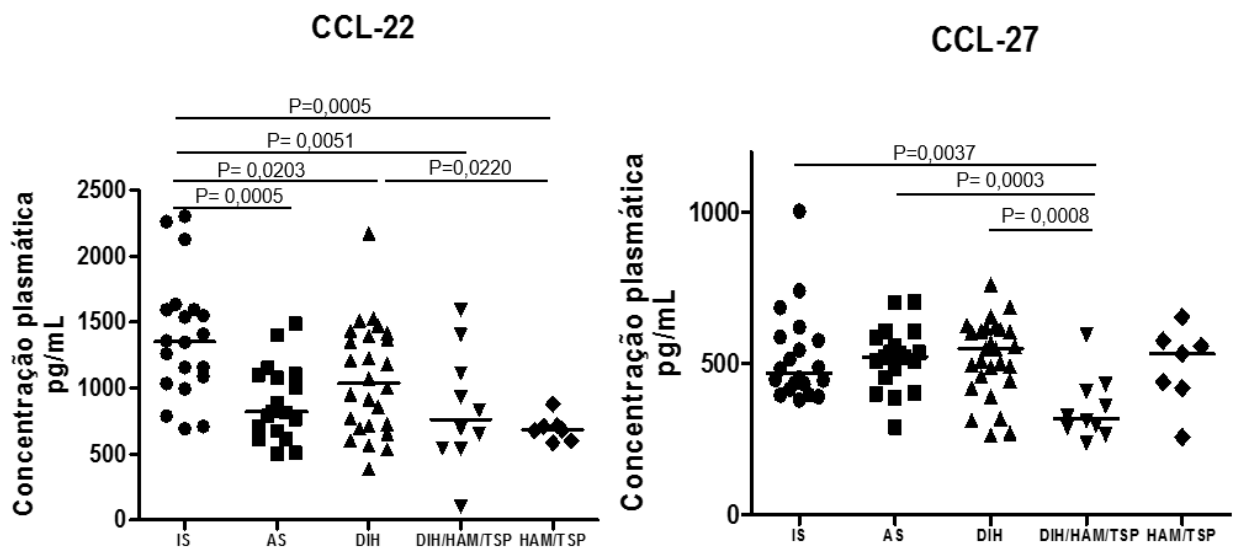 CCL-22
P=0,0005
P= 0,0051
P= 0,0203
P=0,0220
P= 0,0005
Concentração plasmática
pg/mL
2500
2000
1500
1000
500
0
IS AS DIH DIH/HAM/TSP HAM/TSP
CCL-27
P=0,0037
P= 0,0003
P= 0,0008
Concentração plasmática
pg/mL
1000
500
0
IS AS DIH DIH/HAM/TSP HAM/TSP